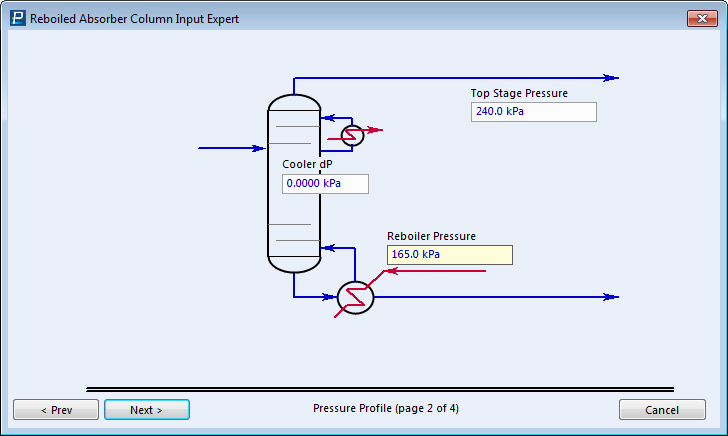 Reboiled Absorber Column Input Expert
Top Stage Pressure
240.0 kPa
Cooler dP
0.0000 kPa
Reboiler Pressure
165.0 kPa
< Prev
Next >
Pressure Profile (page 2 of 4)
Cancel